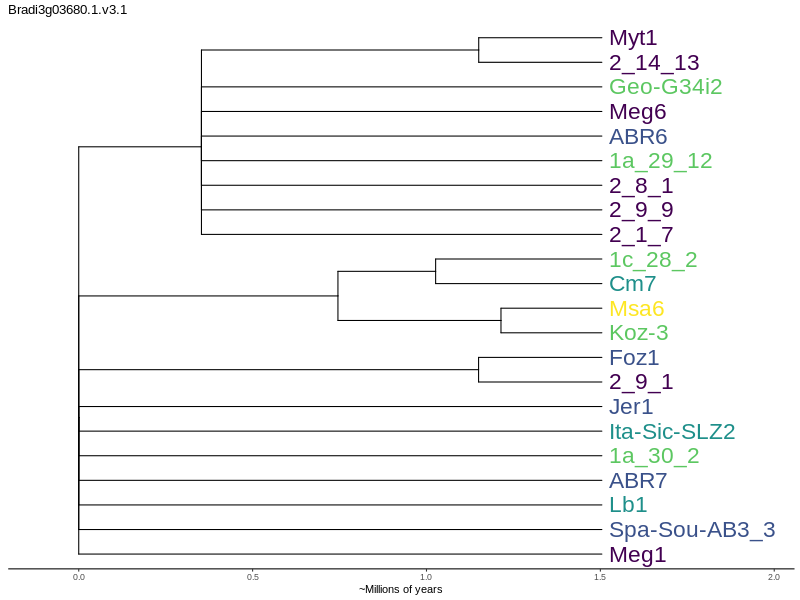 Bradi3g03680.1.v3.1
Myt1
2_14_13
Geo-G34i2
Meg6
ABR6
1a_29_12
2_8_1
2_9_9
2_1_7
1c_28_2
Cm7
Msa6
Koz-3
Foz1
2_9_1
Jer1
Ita-Sic-SLZ2
1a_30_2
ABR7
Lb1
Spa-Sou-AB3_3
Meg1
0.0 0.5 1.0 1.5 2.0
~Millions of years